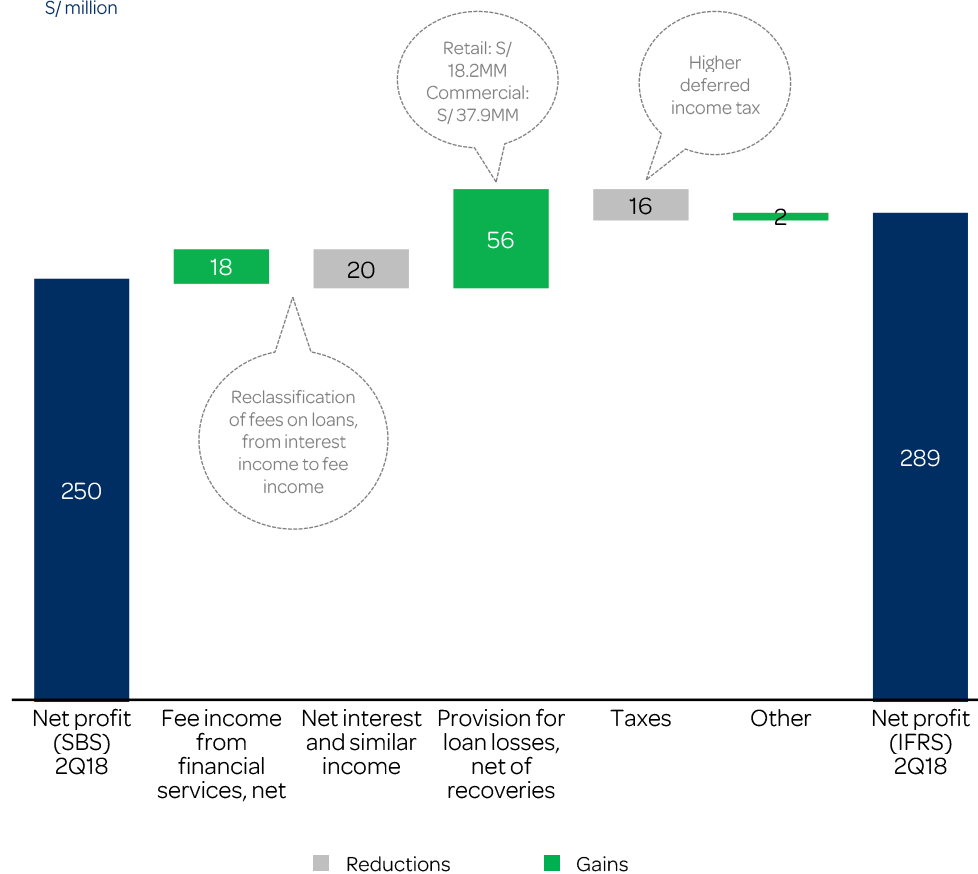 S/ million
Retail: S/
18.2MM
Commercial:
S/ 37.9MM
Higher
deferred
income tax
16
2
56
18
20
Reclassification
of fees on loans,
from interest
income to fee
income
250
289
Net profit
(SBS)
2Q18
Fee income
from
financial
services, net
Net interest
and similar
income
Provision for
loan losses,
net of
recoveries
Taxes
Other
Net profit
(IFRS)
2Q18
Reductions
Gains